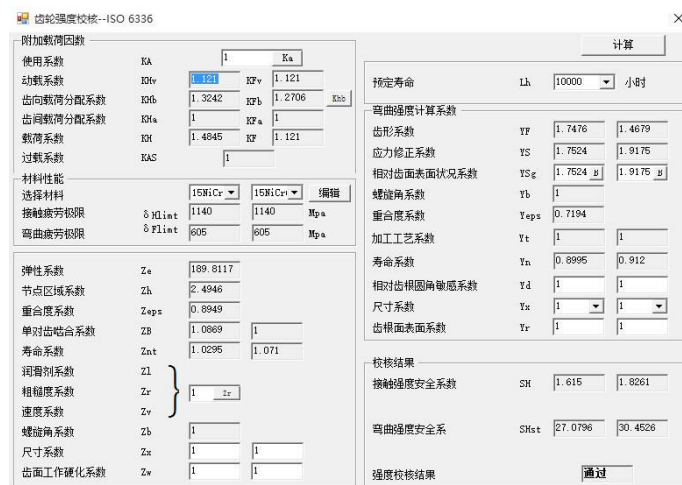 齿轮强度校核--ISO 6336
附加载荷因数
使用系数 KA 1 Ka
动载系数 KHv 1.121 KFv 1.121
齿向载荷分配系数 KHb 1.3242 KFb 1.2706 Khb
齿间载荷分配系数 KHa 1 KFa 1
载荷系数 KH 1.4845 KF 1.121
过载系数 KAS 1
材料性能
选择材料 15NiCr 15NiCr 编辑
接触疲劳极限 δHlimt 1140 1140 Mpa
弯曲疲劳极限 δFlimt 605 605 Mpa
弹性系数 Ze 189.8117
节点区域系数 Zh 2.4946
重合度系数 Zeps 0.8949
单对齿啮合系数 ZB 1.0869 1
寿命系数 Znt 1.0295 1.071
润滑剂系数 Zl
粗糙度系数 Zr 1 Zr
速度系数 Zv
螺旋角系数 Zb 1
尺寸系数 Zx 1 1
齿面工作硬化系数 Zw 1 1
计算
预定寿命 Lh 10000 小时
弯曲强度计算系数
齿形系数 YF 1.7476 1.4679
应力修正系数 YS 1.7524 1.9175
相对齿面表面状况系数 YSg 1.7524 B 1.9175 B
螺旋角系数 Yb 1
重合度系数 Yeps 0.7194
加工工艺系数 Yt 1 1
寿命系数 Yn 0.8995 0.912
相对齿根圆角敏感系数 Yd 1 1
尺寸系数 Yx 1 1
齿根面表面系数 Yr 1 1
校核结果
接触强度安全系数 SH 1.615 1.8261
弯曲强度安全系 SHst 27.0796 30.4526
强度校核结果 通过